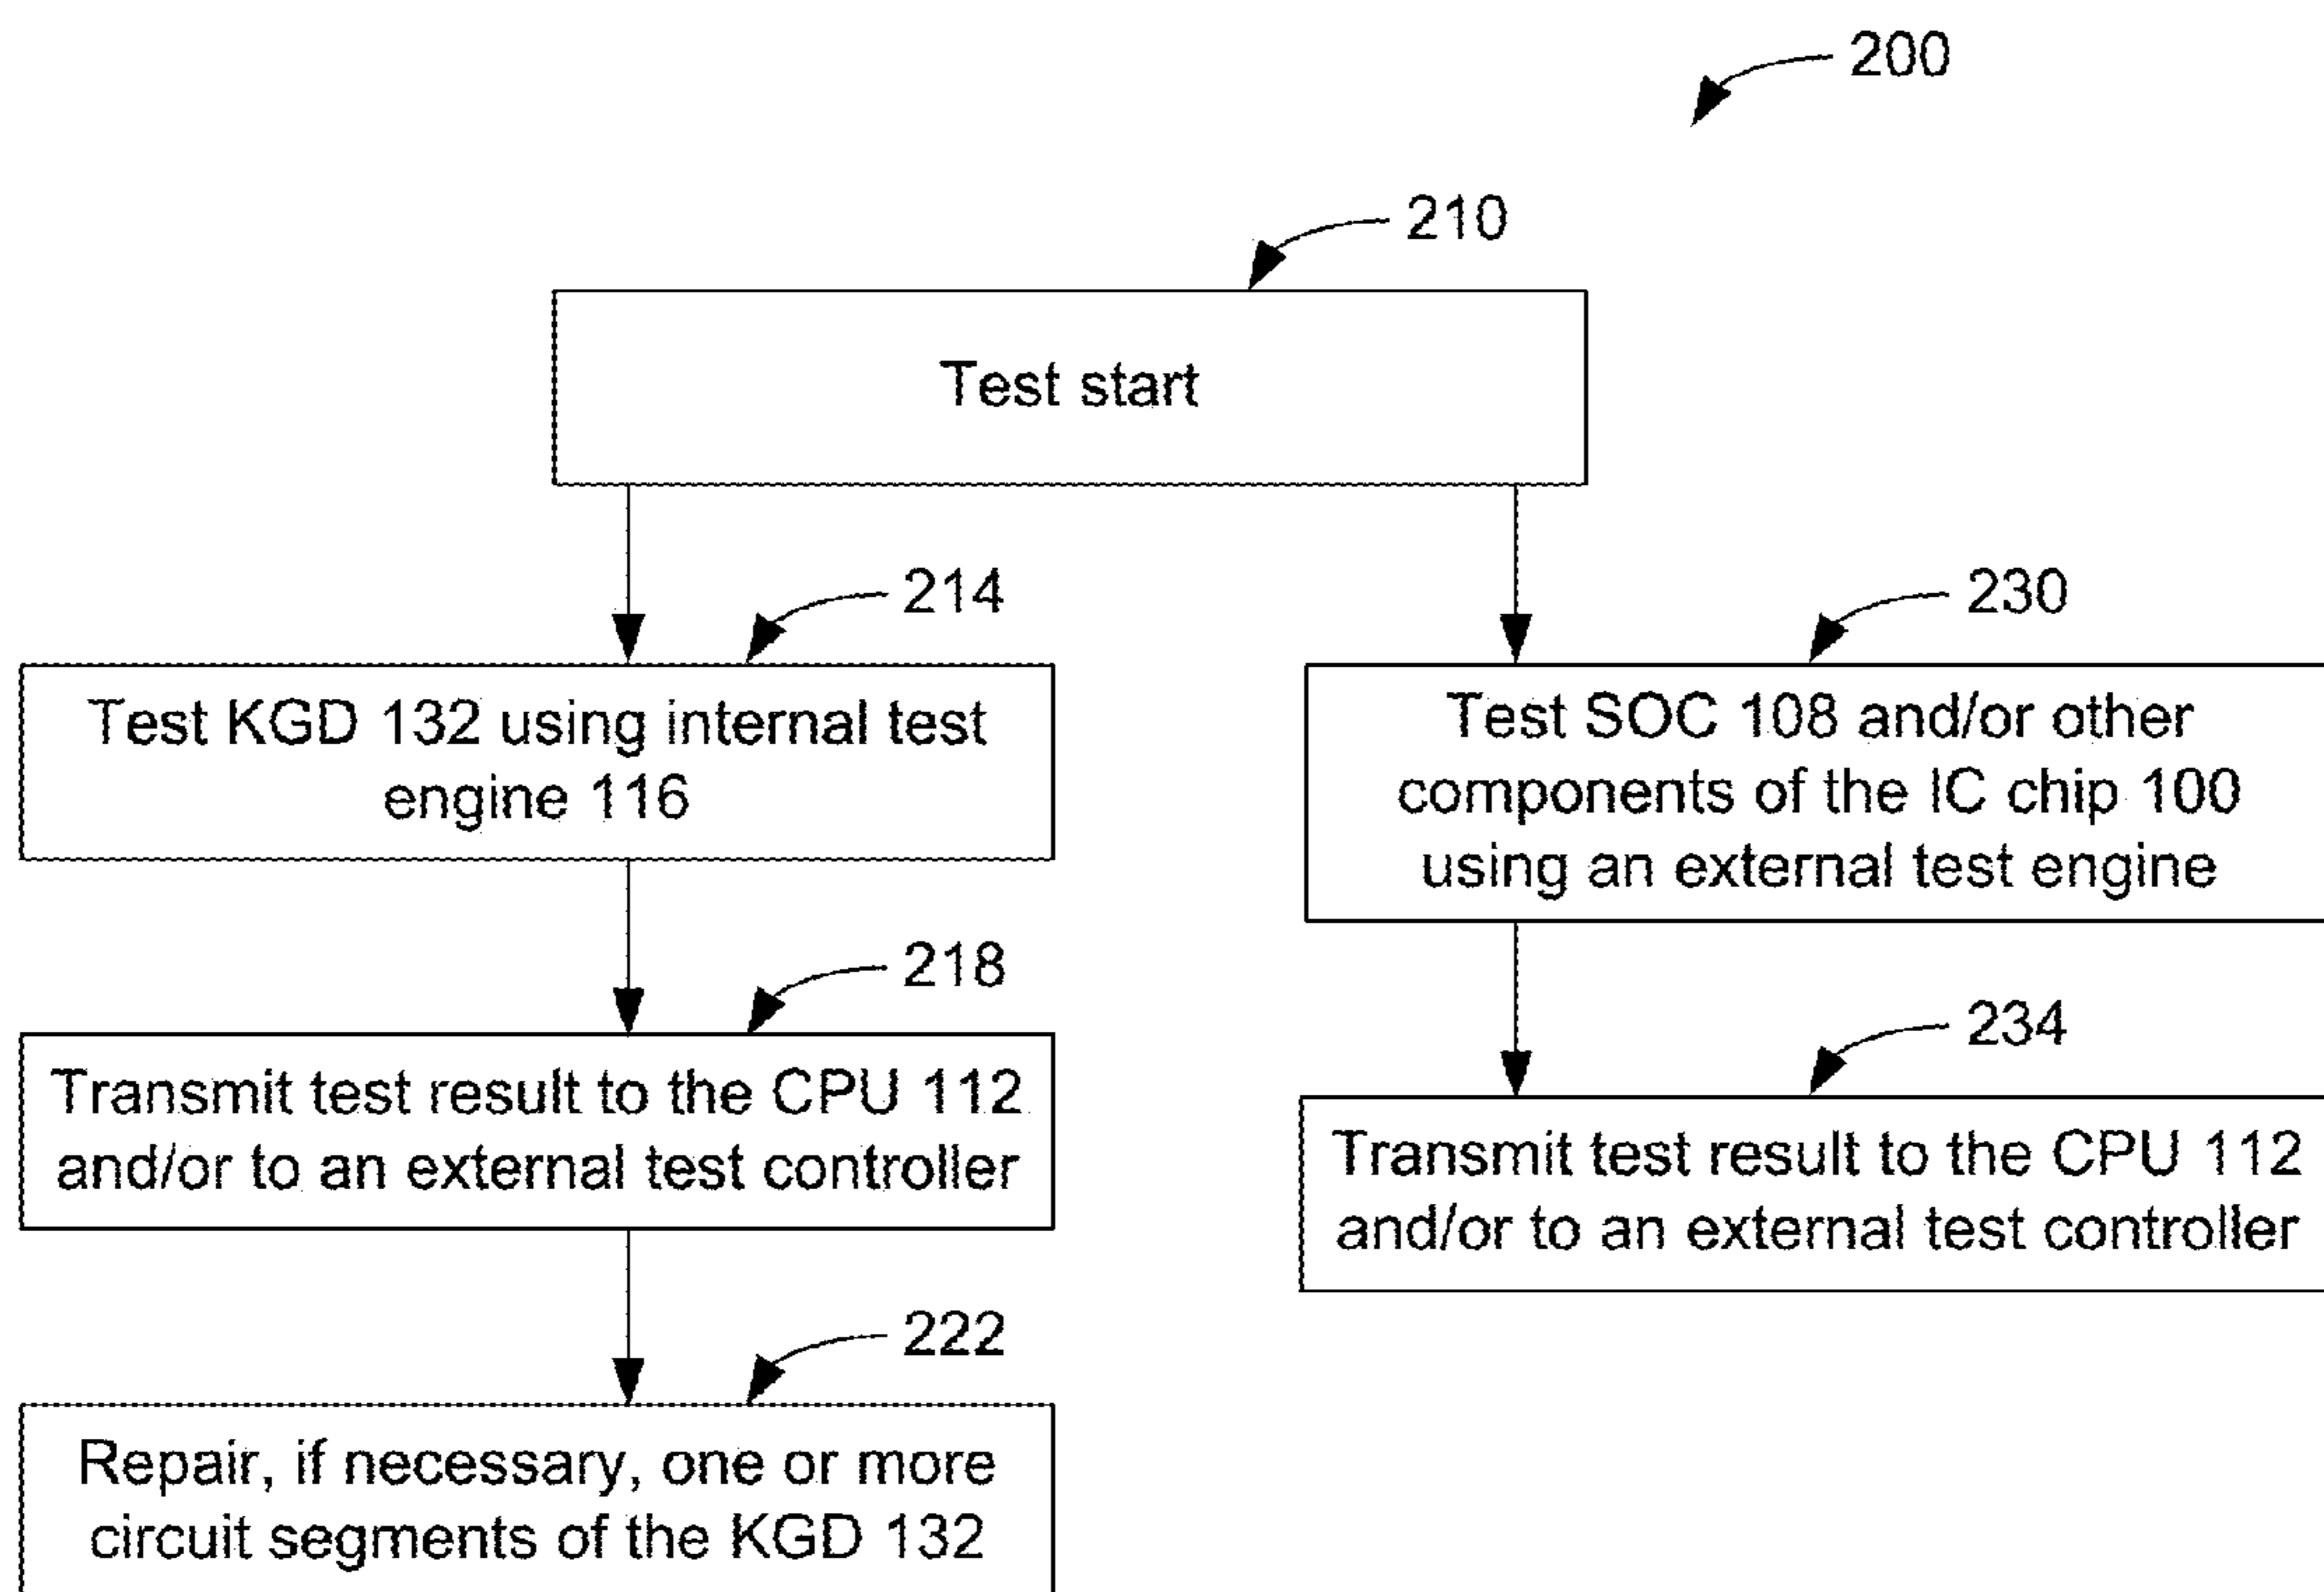 200
210
Test start
214
Test KGD 132 using internal test
engine 116
230
Test SOC 108 and/or other
components of the IC chip 100
using an external test engine
218
Transmit test result to the CPU 112
and/or to an external test controller
234
Transmit test result to the CPU 112
and/or to an external test controller
222
Repair, if necessary, one or more
circuit segments of the KGD 132